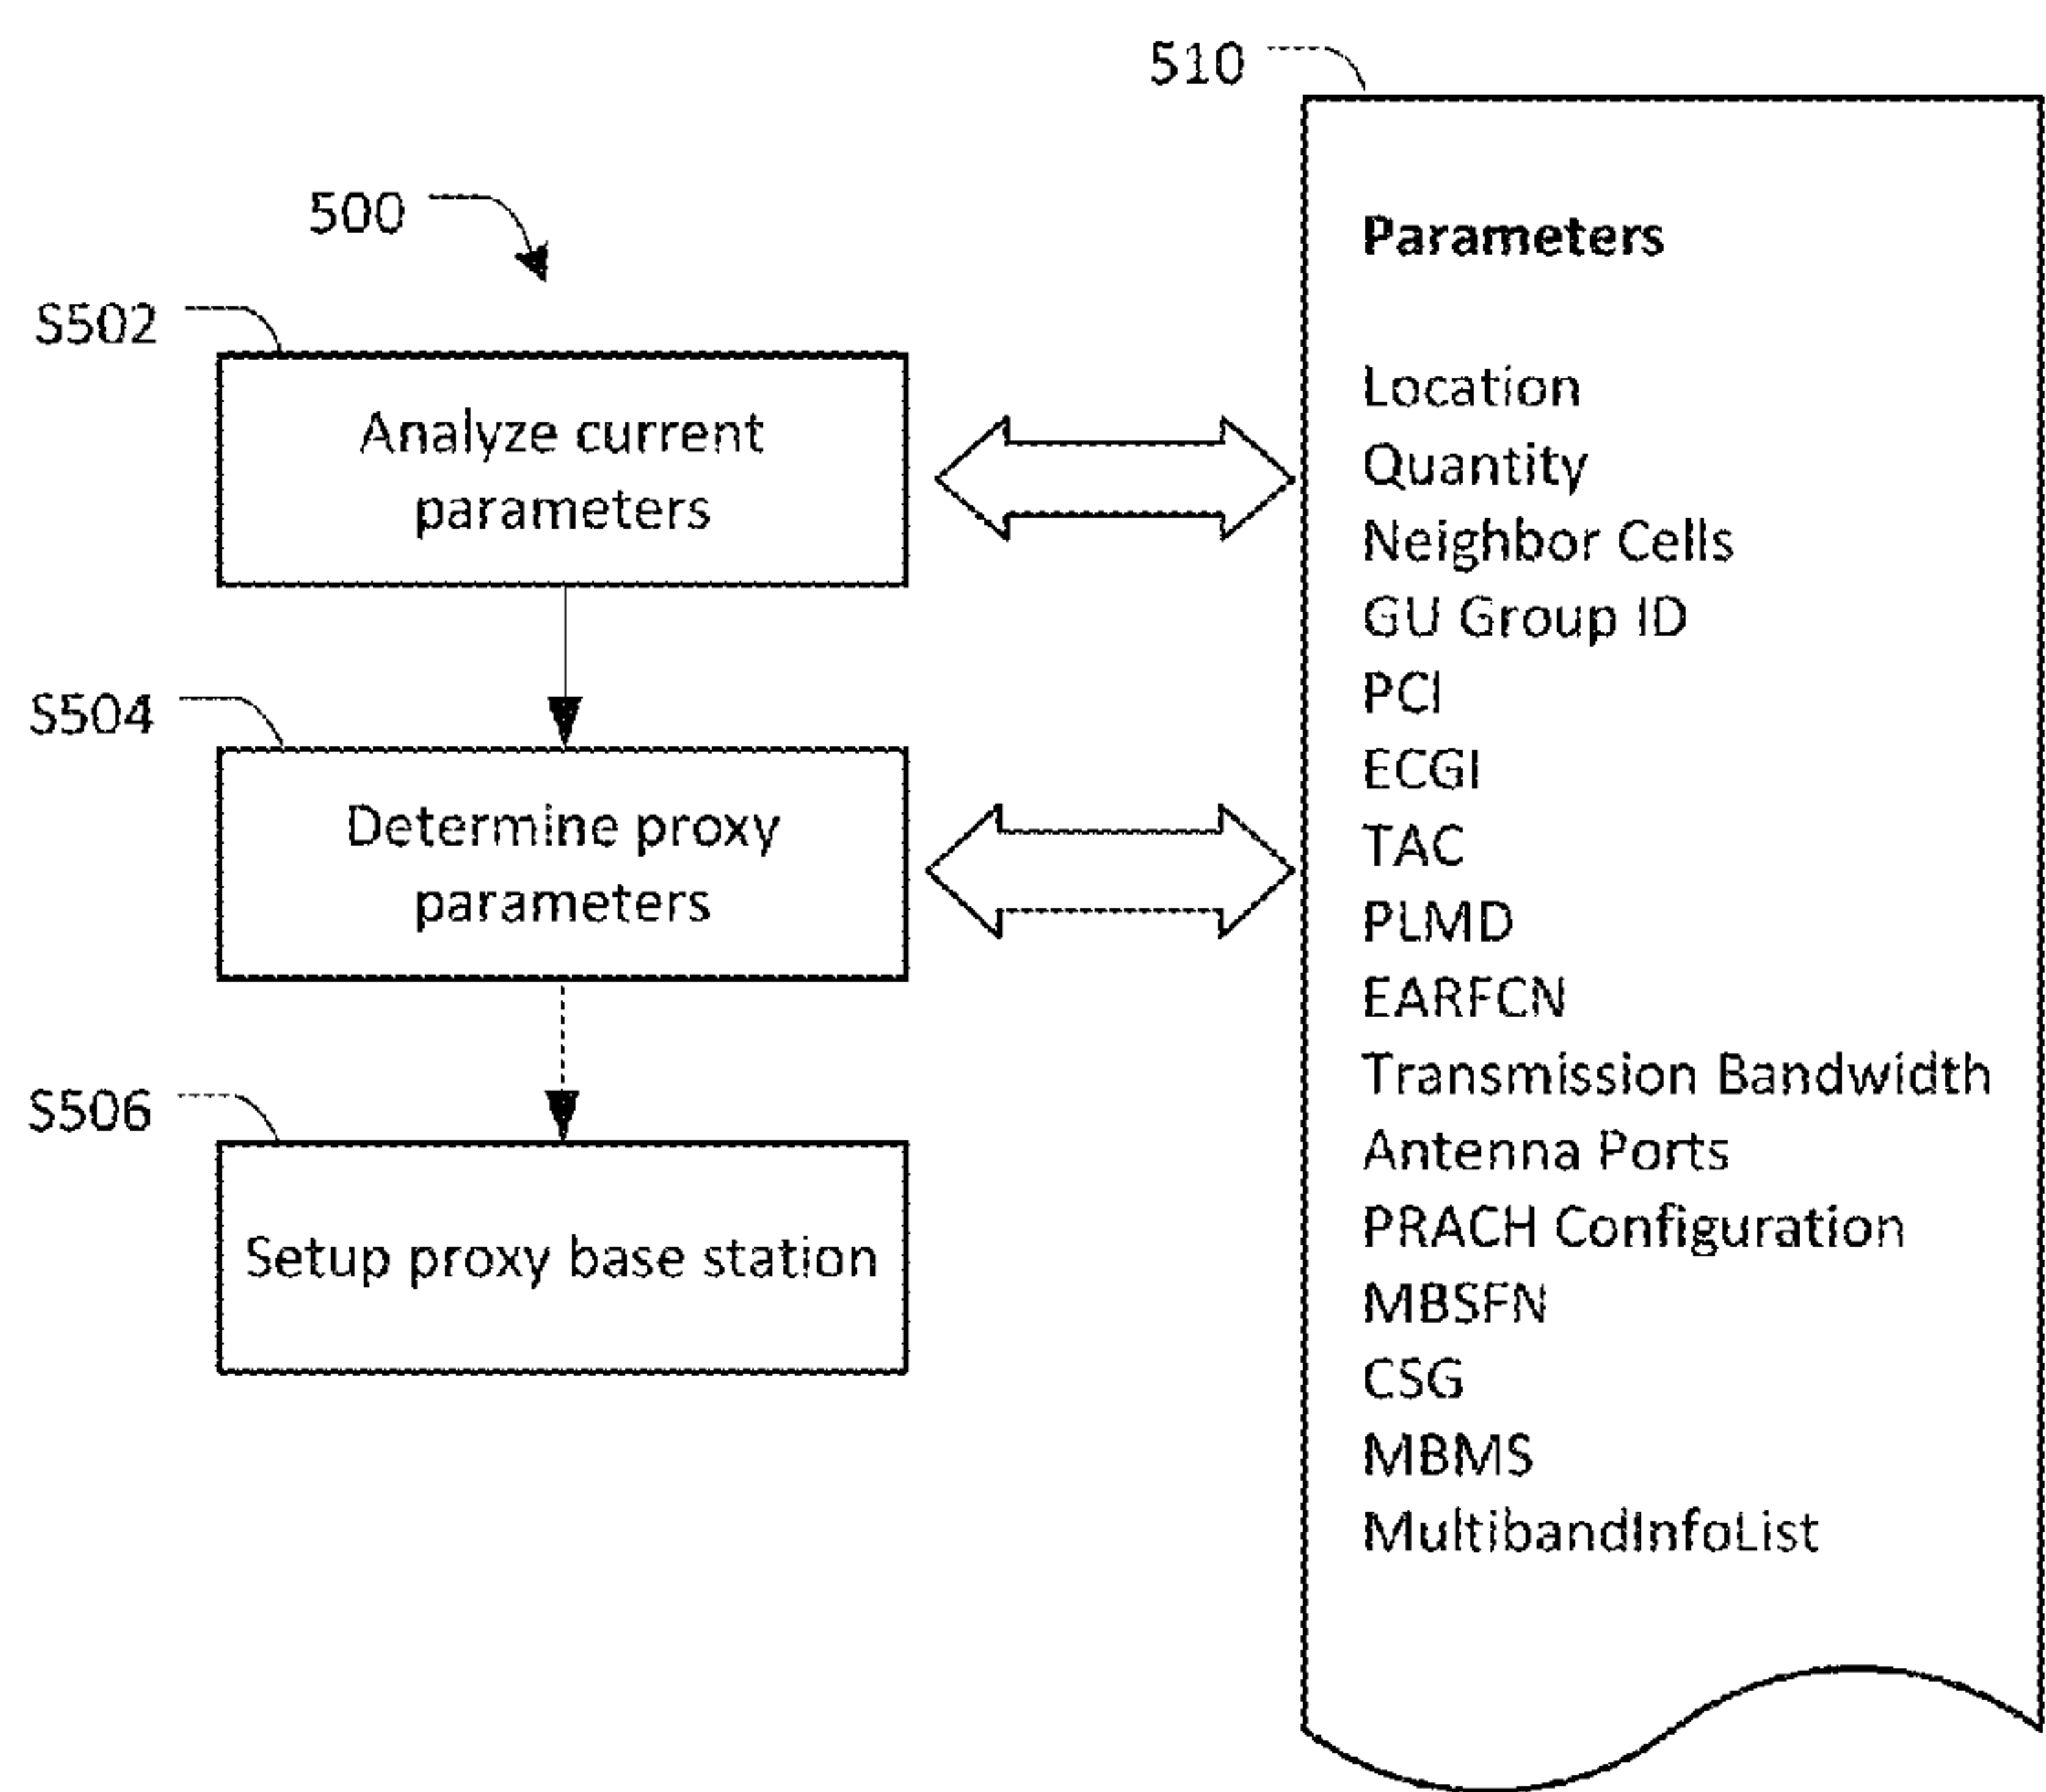 510
500
S502
Analyze current
parameters
S504
Determine proxy
parameters
S506
Setup proxy base station
Parameters
Location
Quantity
Neighbor Cells
GU Group ID
PCI
ECGI
TAC
PLMD
EARFCN
Transmission Bandwidth
Antenna Ports
PRACH Configuration
MBSFN
CSG
MBMS
MultibandInfoList